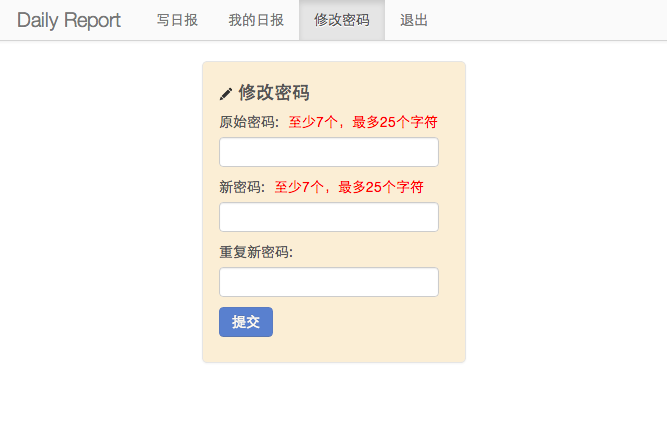 Daily Report 写日报 我的日报 修改密码 退出
修改密码
原始密码: 至少7个，最多25个字符
新密码: 至少7个，最多25个字符
重复新密码:
提交